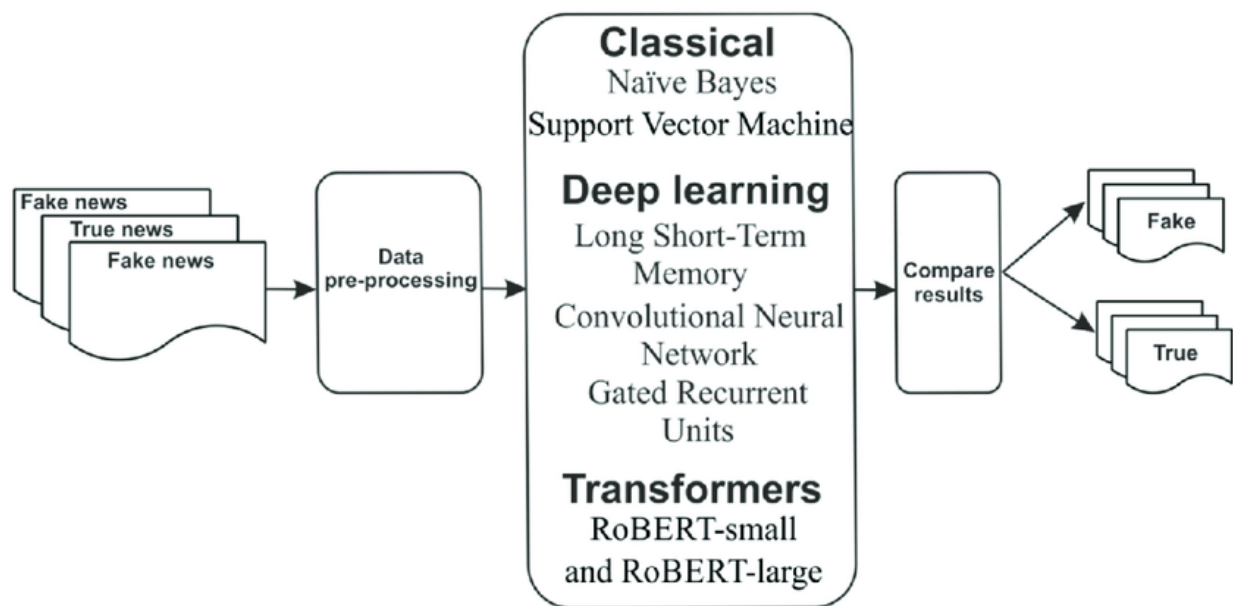 Fake news
True news
Fake news
Data
pre-processing
Classical
Naïve Bayes
Support Vector Machine
Deep learning
Long Short-Term
Memory
Convolutional Neural
Network
Gated Recurrent
Units
Transformers
RoBERT-small
and RoBERT-large
Compare
results
Fake
True